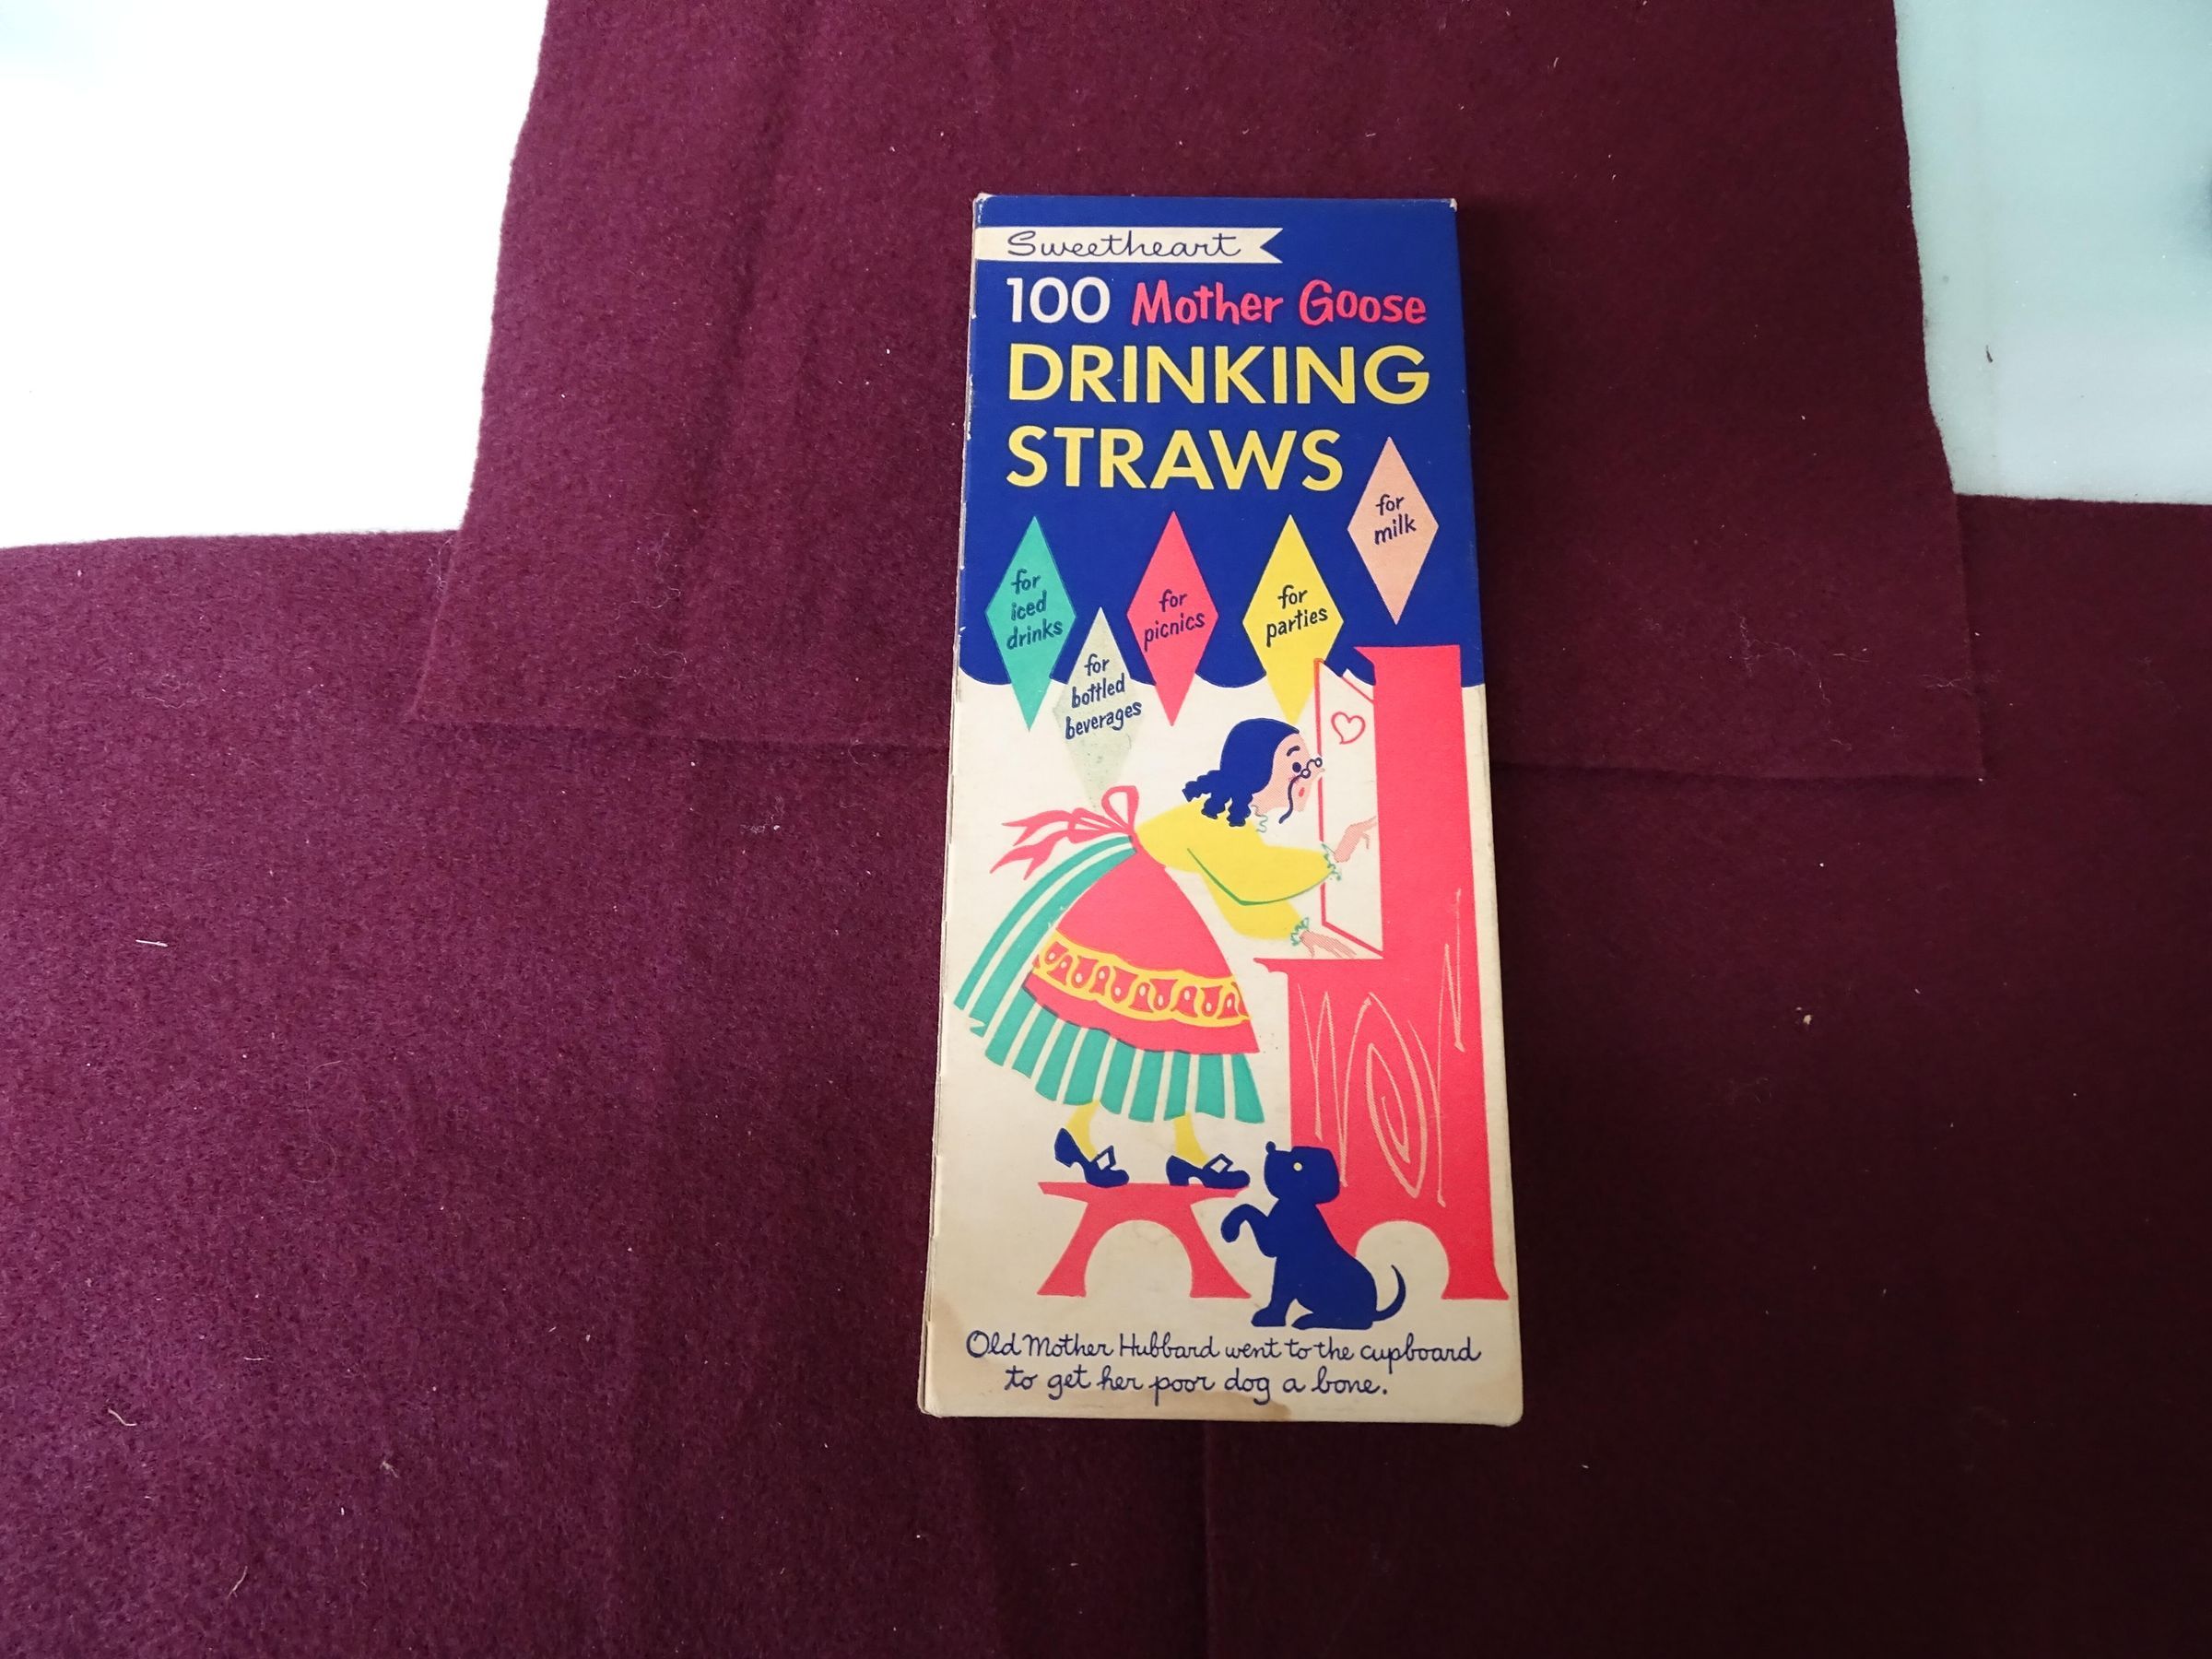 Sweetheart
100 Mother Goose
DRINKING
STRAWS
for
milk
for
iced
drinks
for
bottled
beverages
for
picnics
for
parties
Old Mother Hubbard went to the cupboard
to get her poor dog a bone.